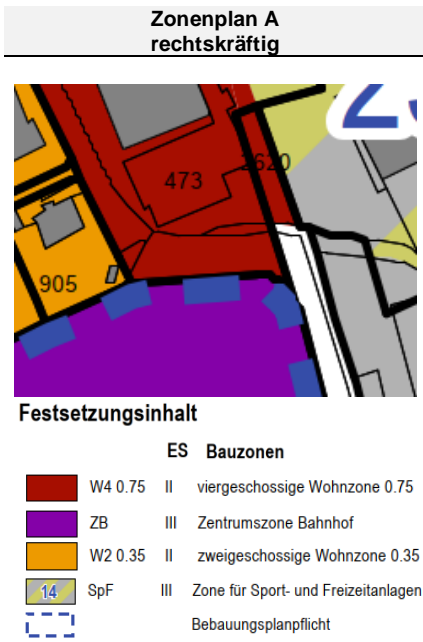 Zonenplan A
rechtskräftig
473
2620
905
Festsetzungsinhalt
ES Bauzonen
W4 0.75 II viergeschossige Wohnzone 0.75
ZB III Zentrumszone Bahnhof
W2 0.35 II zweigeschossige Wohnzone 0.35
14 SpF III Zone für Sport- und Freizeitanlagen
Bebauungsplanpflicht